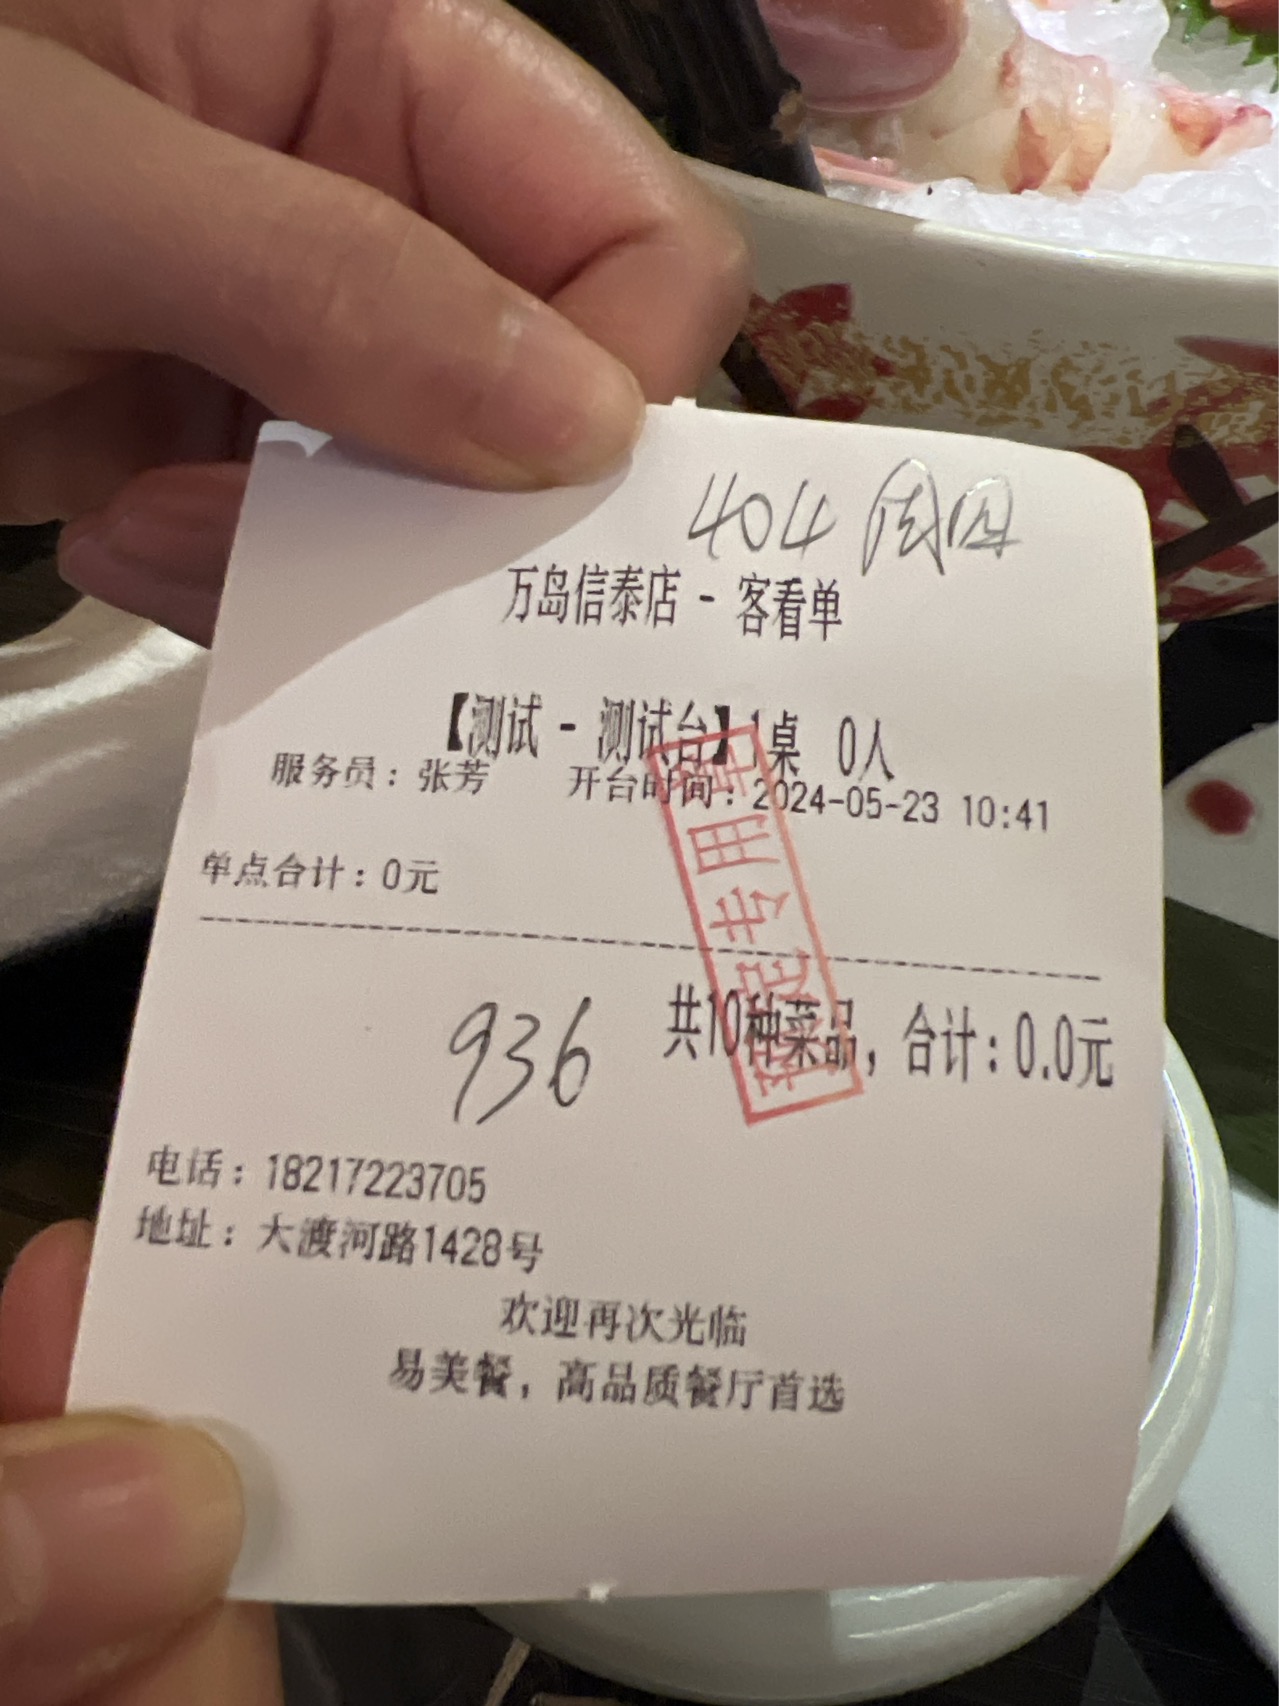 404 周四
万岛信泰店 - 客看单
【测试 - 测试台】1桌 0人
服务员：张芳 开台时间：2024-05-23 10:41
单点合计：0元
共10种菜品，合计：0.0元
936
电话：18217223705
地址：大渡河路1428号
欢迎再次光临
易美餐，高品质餐厅首选